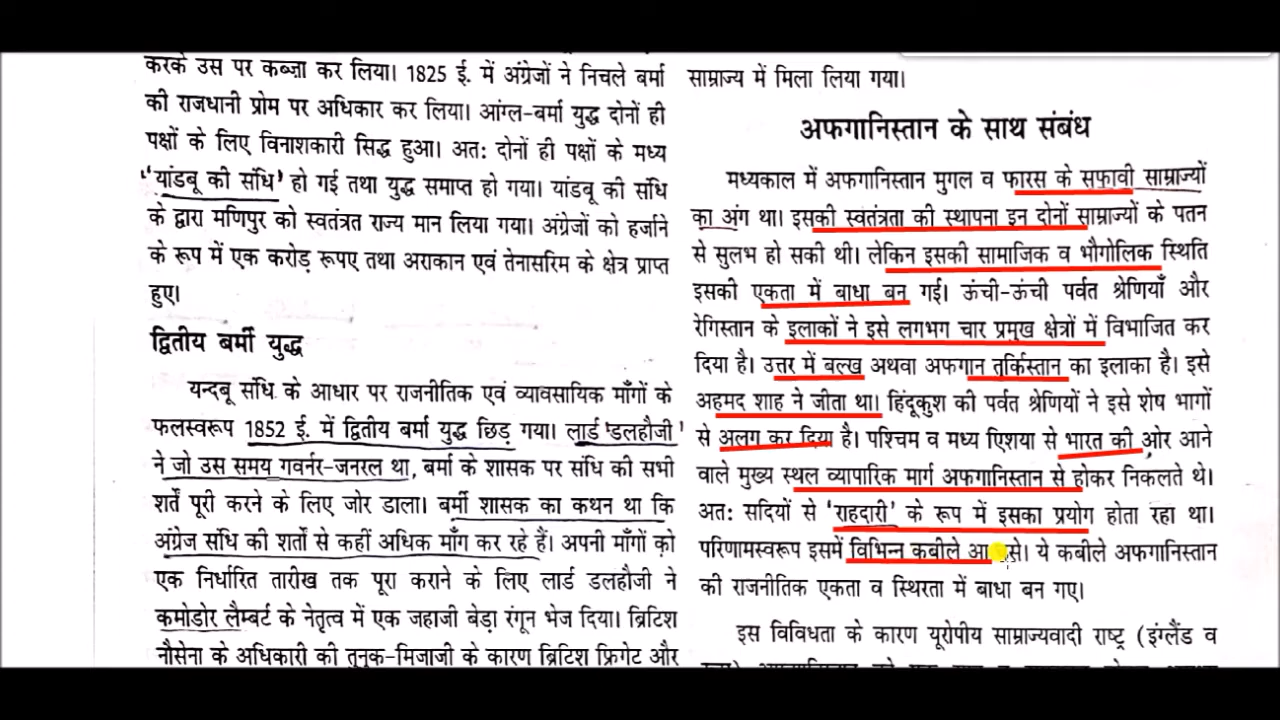 करके उस पर कब्ज़ा कर लिया। 1825 ई. में अंग्रेजों ने निचले बर्मा
की राजधानी प्रोम पर अधिकार कर लिया। आंग्ल-बर्मा युद्ध दोनों ही
पक्षों के लिए विनाशकारी सिद्ध हुआ। अत: दोनों ही पक्षों के मध्य
'यांडबू की संधि' हो गई तथा युद्ध समाप्त हो गया। यांडबू की संधि
के द्वारा मणिपुर को स्वतंत्रत राज्य मान लिया गया। अंग्रेजों को हर्जाने
के रूप में एक करोड़ रूपए तथा अराकान एवं तेनासरिम के क्षेत्र प्राप्त
हुए।
द्वितीय बर्मी युद्ध
यन्दबू संधि के आधार पर राजनीतिक एवं व्यावसायिक माँगों के
फलस्वरूप 1852 ई. में द्वितीय बर्मा युद्ध छिड़ गया। लार्ड 'डलहौजी'
ने जो उस समय गवर्नर-जनरल था, बर्मा के शासक पर संधि की सभी
शर्तें पूरी करने के लिए जोर डाला। बर्मी शासक का कथन था कि
अंग्रेज संधि की शर्तो से कहीं अधिक माँग कर रहे हैं। अपनी माँगों को
एक निर्धारित तारीख तक पूरा कराने के लिए लार्ड डलहौजी ने
कमोडोर लैम्बर्ट के नेतृत्व में एक जहाजी बेड़ा रंगून भेज दिया। ब्रिटिश
नौसेना के अधिकारी की तुनुक-मिजाजी के कारण ब्रिटिश फ्रिगेट और
साम्राज्य में मिला लिया गया।
अफगानिस्तान के साथ संबंध
मध्यकाल में अफगानिस्तान मुगल व फारस के सफावी साम्राज्यों
का अंग था। इसकी स्वतंत्रता की स्थापना इन दोनों साम्राज्यों के पतन
से सुलभ हो सकी थी। लेकिन इसकी सामाजिक व भौगोलिक स्थिति
इसकी एकता में बाधा बन गई। ऊंची-ऊंची पर्वत श्रेणियाँ और
रेगिस्तान के इलाकों ने इसे लगभग चार प्रमुख क्षेत्रों में विभाजित कर
दिया है। उत्तर में बल्ख अथवा अफगान तुर्किस्तान का इलाका है। इसे
अहमद शाह ने जीता था। हिंदूकुश की पर्वत श्रेणियों ने इसे शेष भागों
से अलग कर दिया है। पश्चिम व मध्य एिशया से भारत की ओर आने
वाले मुख्य स्थल व्यापारिक मार्ग अफगानिस्तान से होकर निकलते थे।
अत: सदियों से 'राहदारी' के रूप में इसका प्रयोग होता रहा था।
परिणामस्वरूप इसमें विभिन्न कबीले आ से। ये कबीले अफगानिस्तान
की राजनीतिक एकता व स्थिरता में बाधा बन गए।
इस विविधता के कारण यूरोपीय साम्राज्यवादी राष्ट्र (इंग्लैंड व